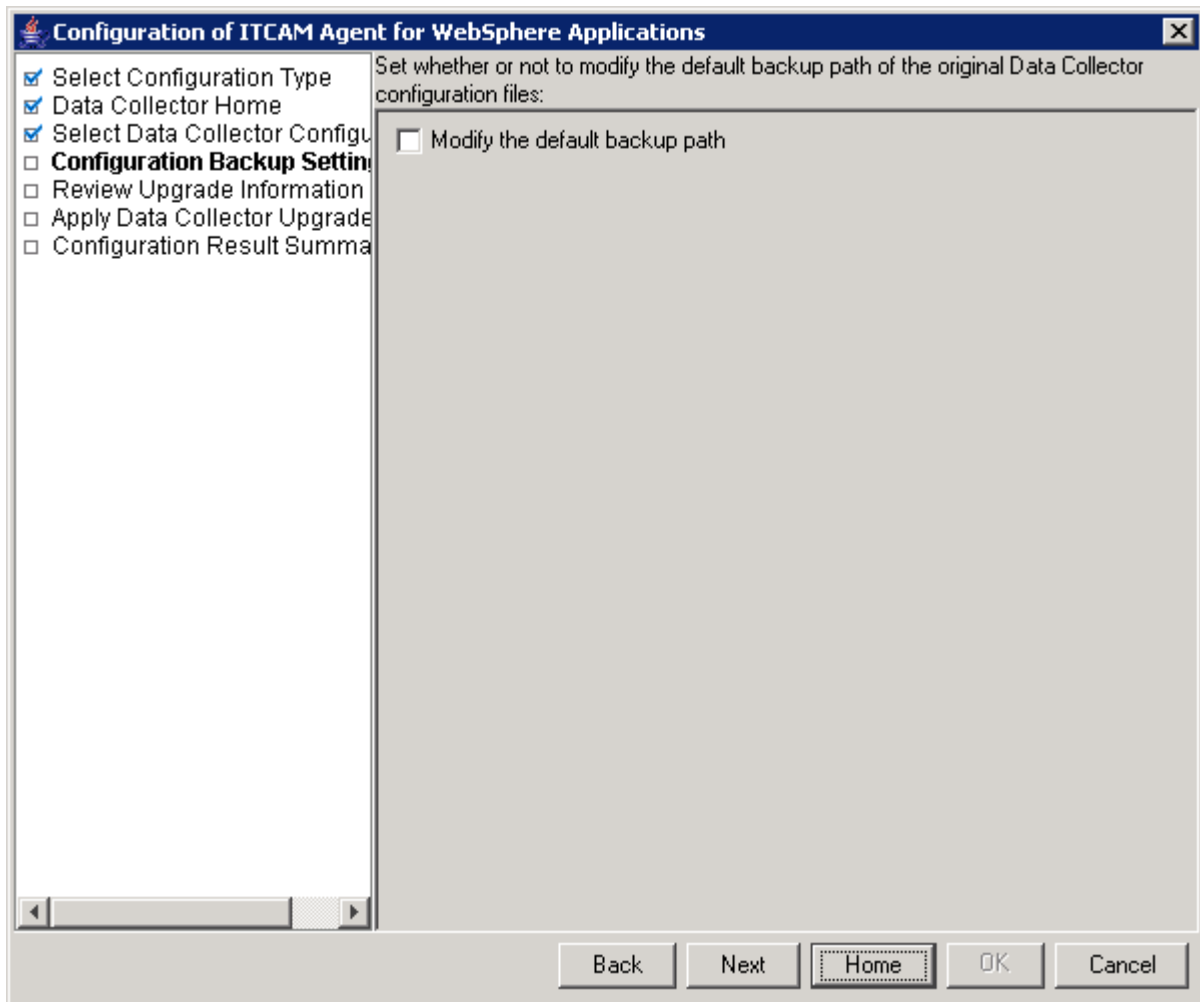 Configuration of ITCAM Agent for WebSphere Applications
Select Configuration Type
Data Collector Home
Select Data Collector Configu
Configuration Backup Settin
Review Upgrade Information
Apply Data Collector Upgrade
Configuration Result Summa
Set whether or not to modify the default backup path of the original Data Collector
configuration files:
Modify the default backup path
Back
Next
Home
OK
Cancel